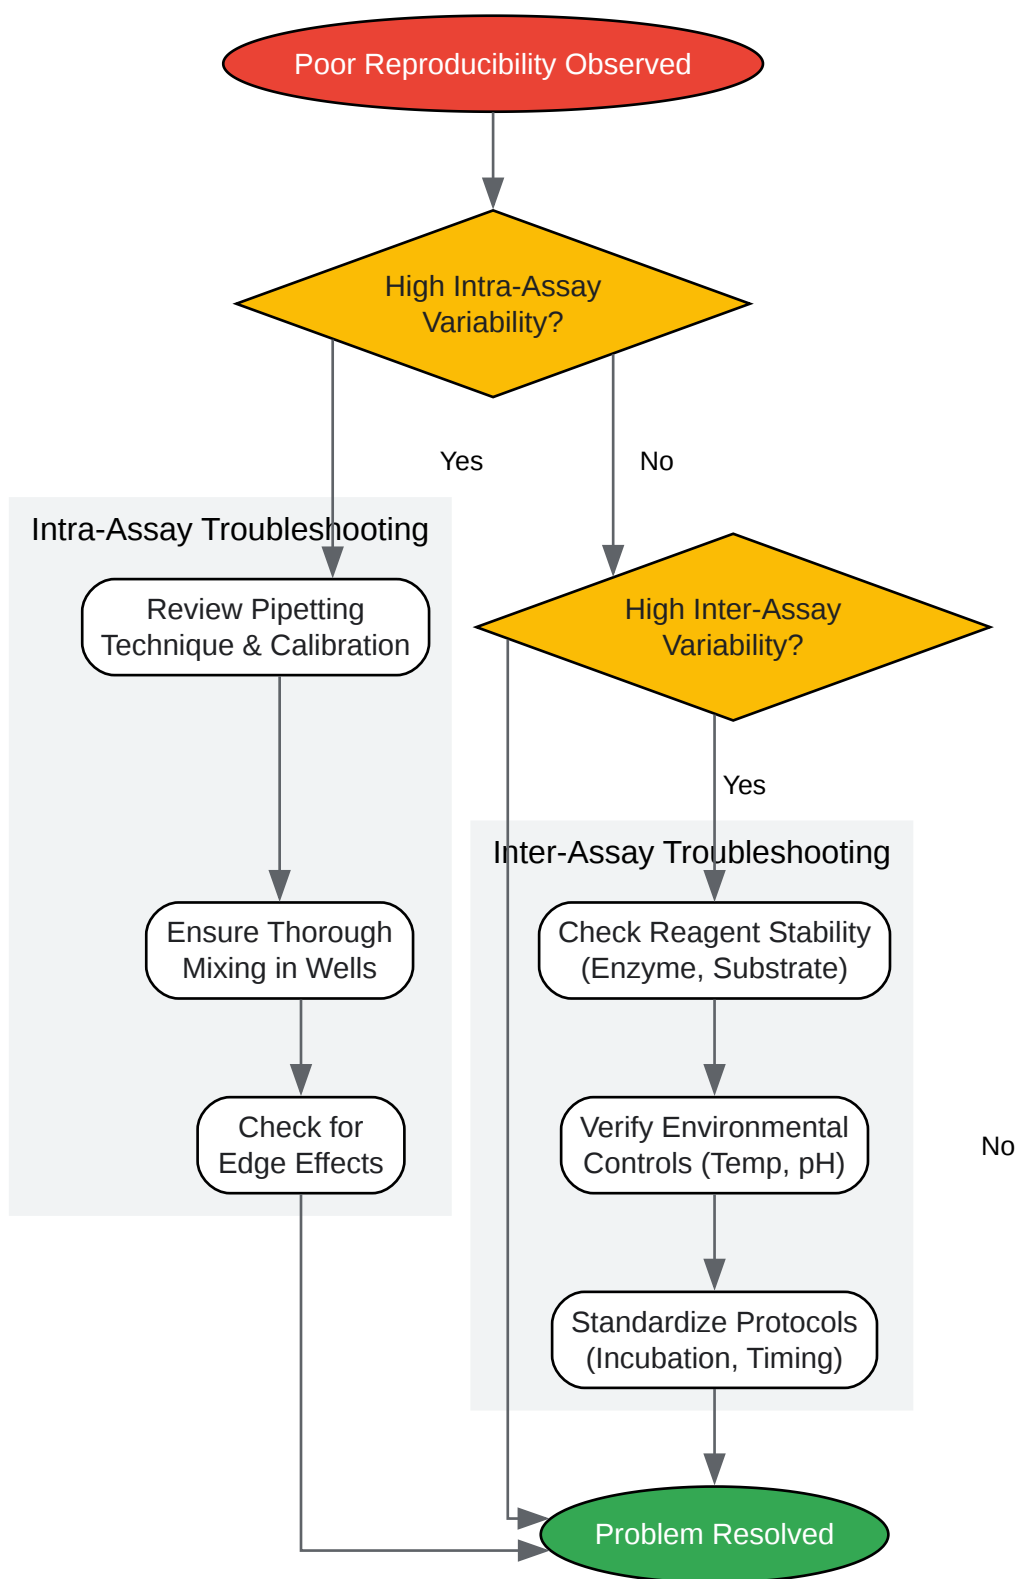 Poor Reproducibility Observed
High Intra-Assay
Variability?
Yes
No
Intra-Assay Troubleshooting
Review Pipetting
Technique & Calibration
High Inter-Assay
Variability?
Yes
Inter-Assay Troubleshooting
Ensure Thorough
Mixing in Wells
Check Reagent Stability
(Enzyme, Substrate)
Check for
Edge Effects
Verify Environmental
Controls (Temp, pH)
No
Standardize Protocols
(Incubation, Timing)
Problem Resolved